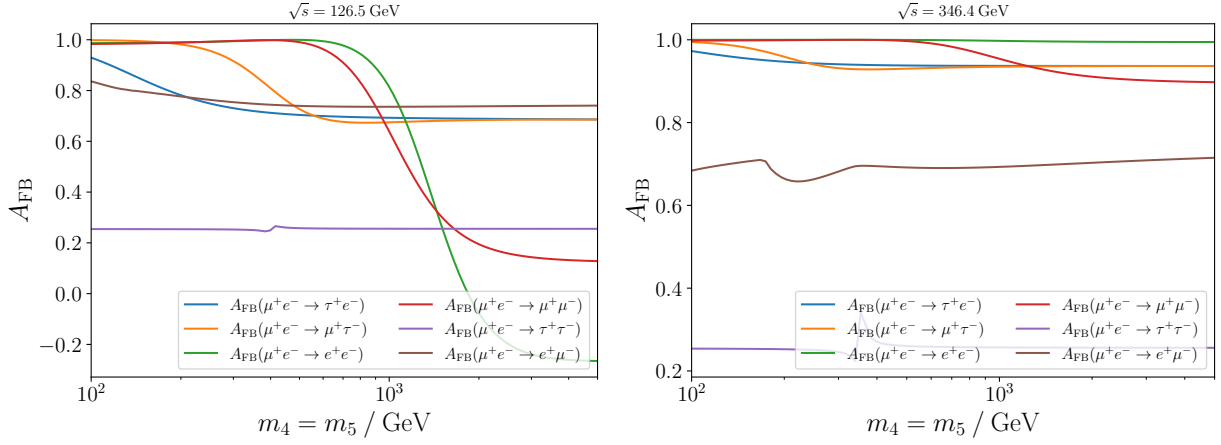 √s = 126.5 GeV
A_FB
1.0
0.8
0.6
0.4
0.2
0.0
−0.2
10²
10³
m₄ = m₅ / GeV
A_FB(μ⁺e⁻ → τ⁺e⁻)
A_FB(μ⁺e⁻ → μ⁺τ⁻)
A_FB(μ⁺e⁻ → e⁺e⁻)
A_FB(μ⁺e⁻ → μ⁺μ⁻)
A_FB(μ⁺e⁻ → τ⁺τ⁻)
A_FB(μ⁺e⁻ → e⁺μ⁻)
√s = 346.4 GeV
A_FB
1.0
0.8
0.6
0.4
0.2
10²
10³
m₄ = m₅ / GeV
A_FB(μ⁺e⁻ → τ⁺e⁻)
A_FB(μ⁺e⁻ → μ⁺τ⁻)
A_FB(μ⁺e⁻ → e⁺e⁻)
A_FB(μ⁺e⁻ → μ⁺μ⁻)
A_FB(μ⁺e⁻ → τ⁺τ⁻)
A_FB(μ⁺e⁻ → e⁺μ⁻)